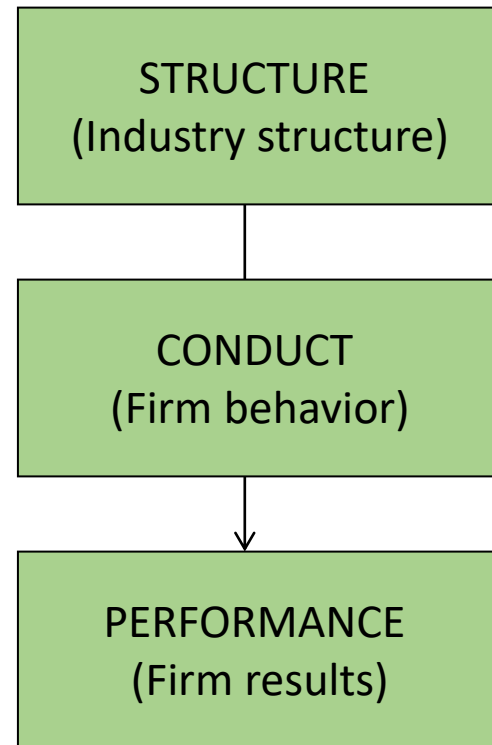 STRUCTURE
(Industry structure)
CONDUCT
(Firm behavior)
PERFORMANCE
(Firm results)